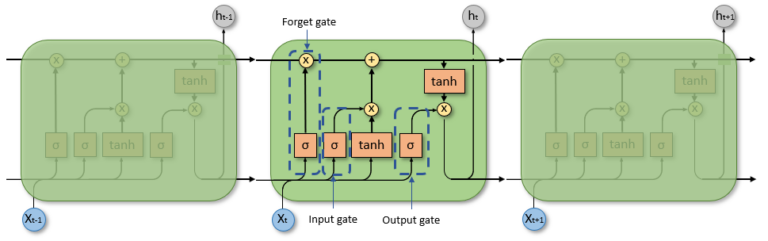 ht-1
ht
ht+1
Forget gate
x
+
tanh
x
σ
σ
tanh
σ
x
x
+
tanh
x
x
σ
σ
tanh
σ
x
+
tanh
x
x
σ
σ
tanh
σ
Xt-1
Xt
Input gate
Output gate
Xt+1